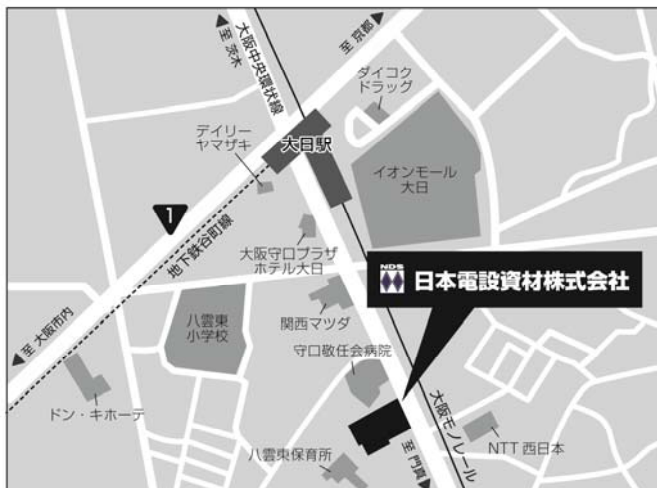 至 茨木
大阪中央環状線
至 京都
ダイコク
ドラッグ
デイリー
ヤマザキ
大日駅
イオンモール
大日
1
地下鉄谷町線
大阪守口プラザ
ホテル大日
NDS
日本電設資材株式会社
至 大阪市内
八雲東
小学校
関西マツダ
守口敬任会病院
ドン・キホーテ
大阪モノレール
NTT 西日本
八雲東保育所
至 門真